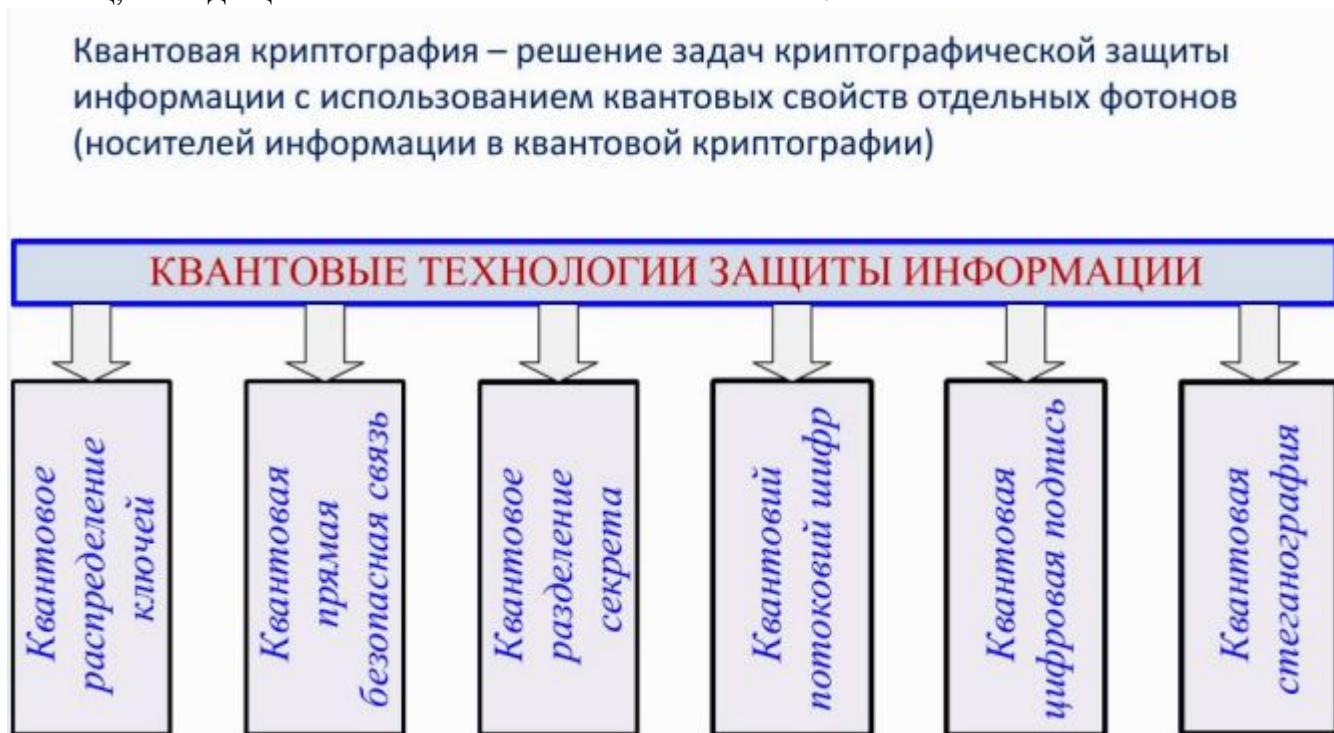 Квантовая криптография – решение задач криптографической защиты
информации с использованием квантовых свойств отдельных фотонов
(носителей информации в квантовой криптографии)
КВАНТОВЫЕ ТЕХНОЛОГИИ ЗАЩИТЫ ИНФОРМАЦИИ
Квантовое
распределение
ключей
Квантовая
прямая
безопасная связь
Квантовое
разделение
секрета
Квантовий
потоковий шифр
Квантовая
цифровая подпись
Квантовая
стеганография